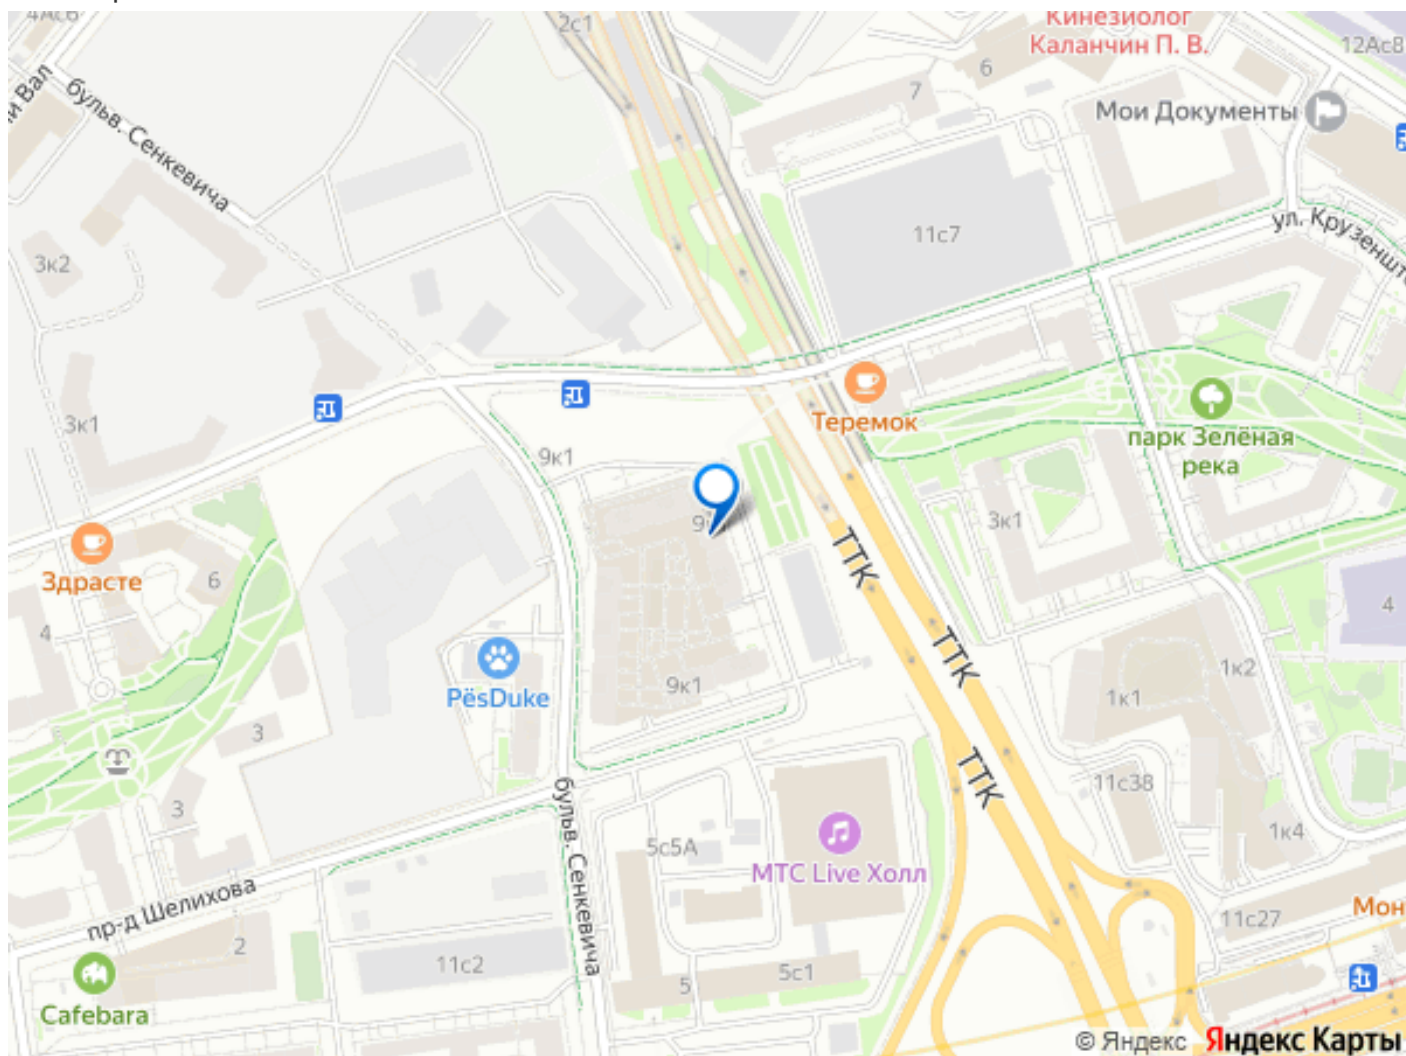 2с1
Кинезиолог
Каланчин П. В.
12Ас8
6
7
Мои Документы
бульв. Сенкевича
11с7
ул. Крузеншт
3к2
3к1
Теремок
парк Зелёная
река
9к1
3к1
ТТК
Здрасте
6
4
4
PёsDuke
ТТК
1к2
9к1
1к1
3
ТТК
11с38
3
бульв. Сенкевича
5с5А
МТС Live Холл
1к4
пр-д Шелихова
2
11с27
Мон
11с2
5с1
5
Cafebara
© Яндекс
Яндекс Карты